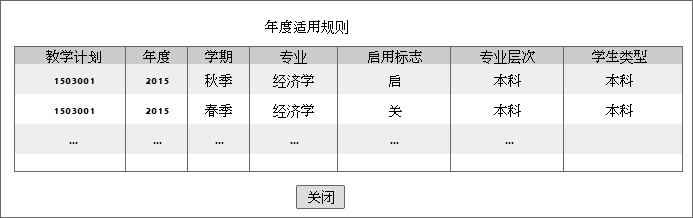 年度适用规则
教学计划 年度 学期 专业 启用标志 专业层次 学生类型
1503001 2015 秋季 经济学 启 本科 本科
1503001 2015 春季 经济学 关 本科 本科
... ... ... ... ... ...
关闭